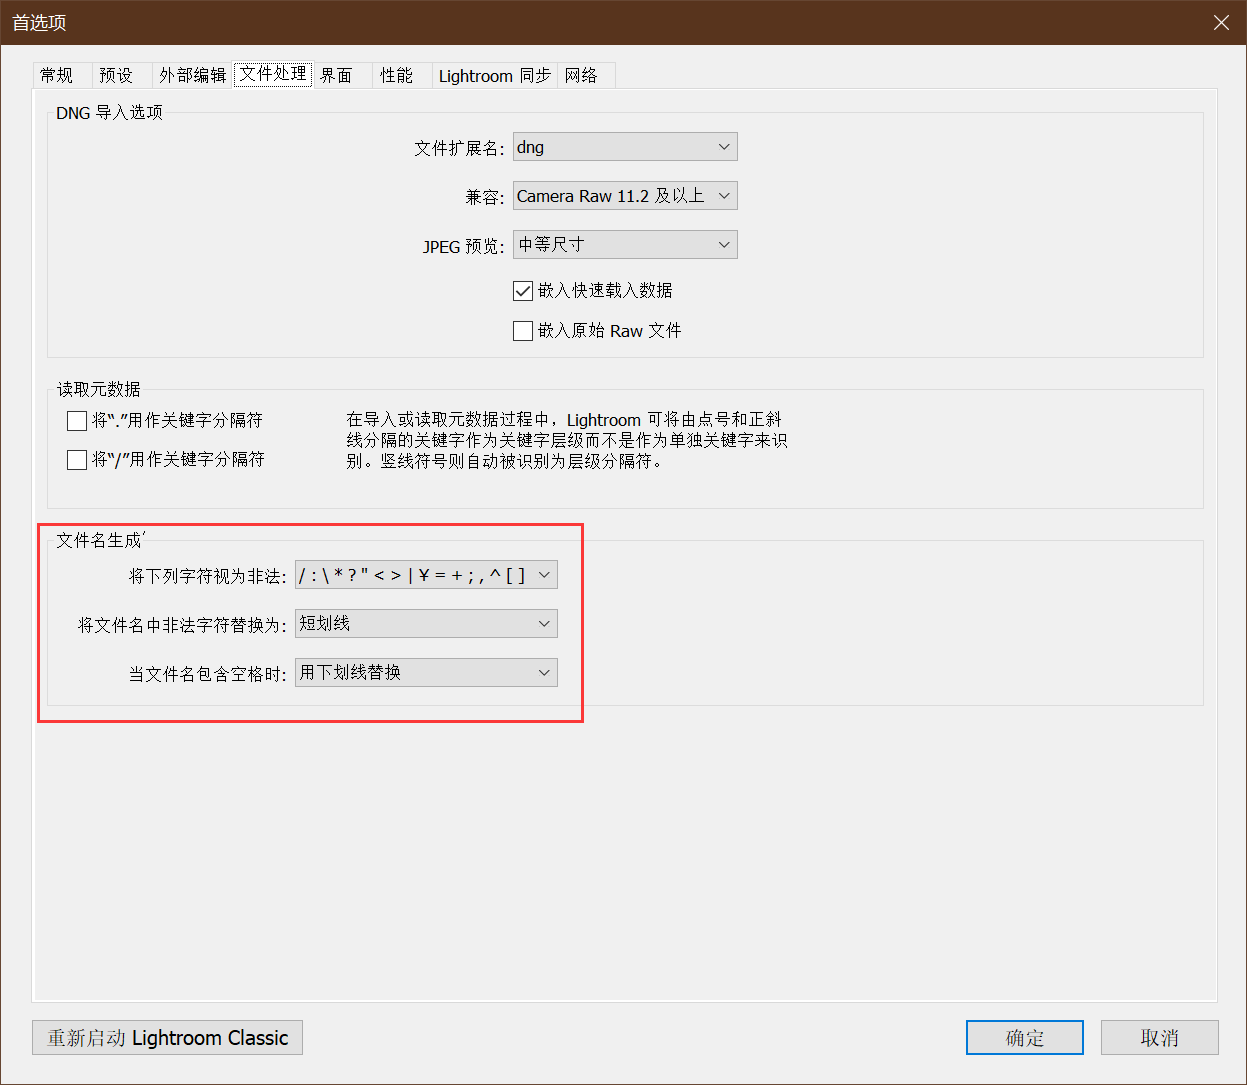 首选项
常规 预设 外部编辑 文件处理 界面 性能 Lightroom 同步 网络
DNG 导入选项
文件扩展名: dng
兼容: Camera Raw 11.2 及以上
JPEG 预览: 中等尺寸
嵌入快速载入数据
嵌入原始 Raw 文件
读取元数据
将“.”用作关键字分隔符
将“/”用作关键字分隔符
在导入或读取元数据过程中，Lightroom 可将由点号和正斜
线分隔的关键字作为关键字层级而不是作为单独关键字来识
别。竖线符号则自动被识别为层级分隔符。
文件名生成′
将下列字符视为非法: / : \ * ? " < > | ¥ = + ; , ^ [ ]
将文件名中非法字符替换为: 短划线
当文件名包含空格时: 用下划线替换
重新启动 Lightroom Classic
确定
取消